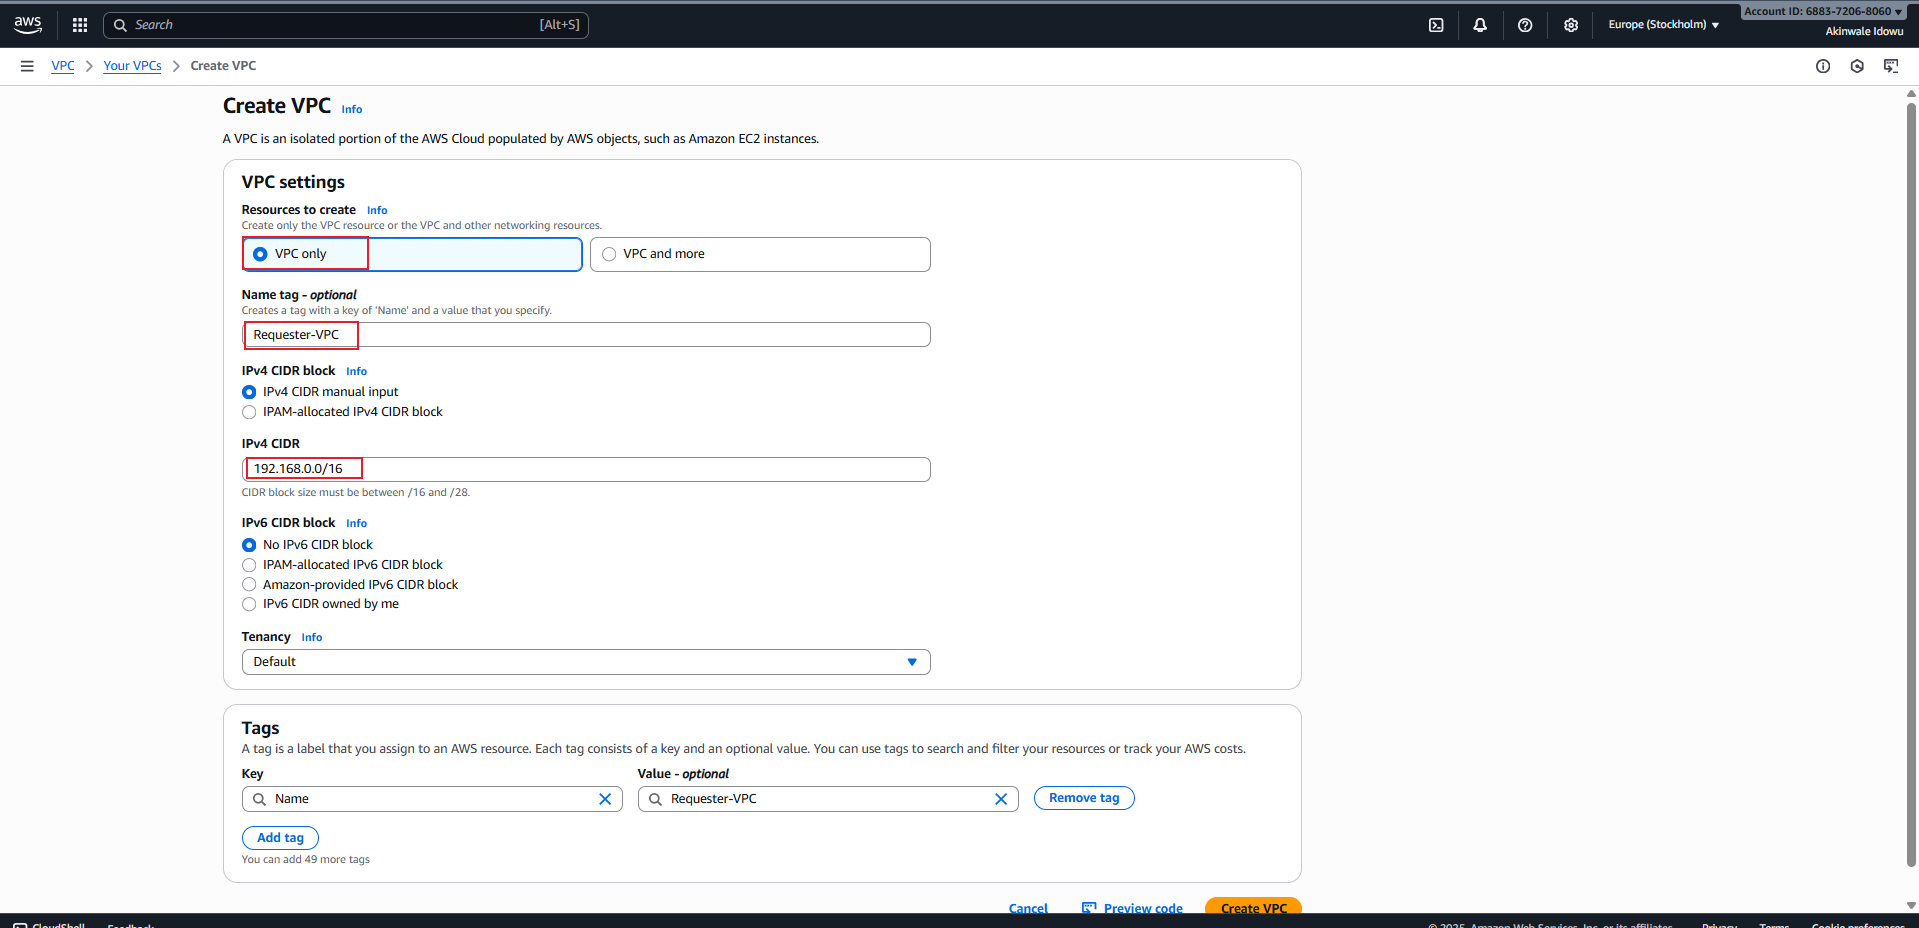 aws
Search
[Alt+S]
Europe (Stockholm)
Account ID: 6883-7206-8060
Akinwale Idowu
VPC
Your VPCs
Create VPC
Create VPC Info
A VPC is an isolated portion of the AWS Cloud populated by AWS objects, such as Amazon EC2 instances.
VPC settings
Resources to create Info
Create only the VPC resource or the VPC and other networking resources.
VPC only
VPC and more
Name tag - optional
Creates a tag with a key of 'Name' and a value that you specify.
Requester-VPC
IPv4 CIDR block Info
IPv4 CIDR manual input
IPAM-allocated IPv4 CIDR block
IPv4 CIDR
192.168.0.0/16
CIDR block size must be between /16 and /28.
IPv6 CIDR block Info
No IPv6 CIDR block
IPAM-allocated IPv6 CIDR block
Amazon-provided IPv6 CIDR block
IPv6 CIDR owned by me
Tenancy Info
Default
Tags
A tag is a label that you assign to an AWS resource. Each tag consists of a key and an optional value. You can use tags to search and filter your resources or track your AWS costs.
Key
Value - optional
Name
Requester-VPC
Remove tag
Add tag
You can add 49 more tags
Cancel
Preview code
Create VPC
CloudShell
Feedback
© 2025, Amazon Web Services, Inc. or its affiliates.
Privacy
Terms
Cookie preferences